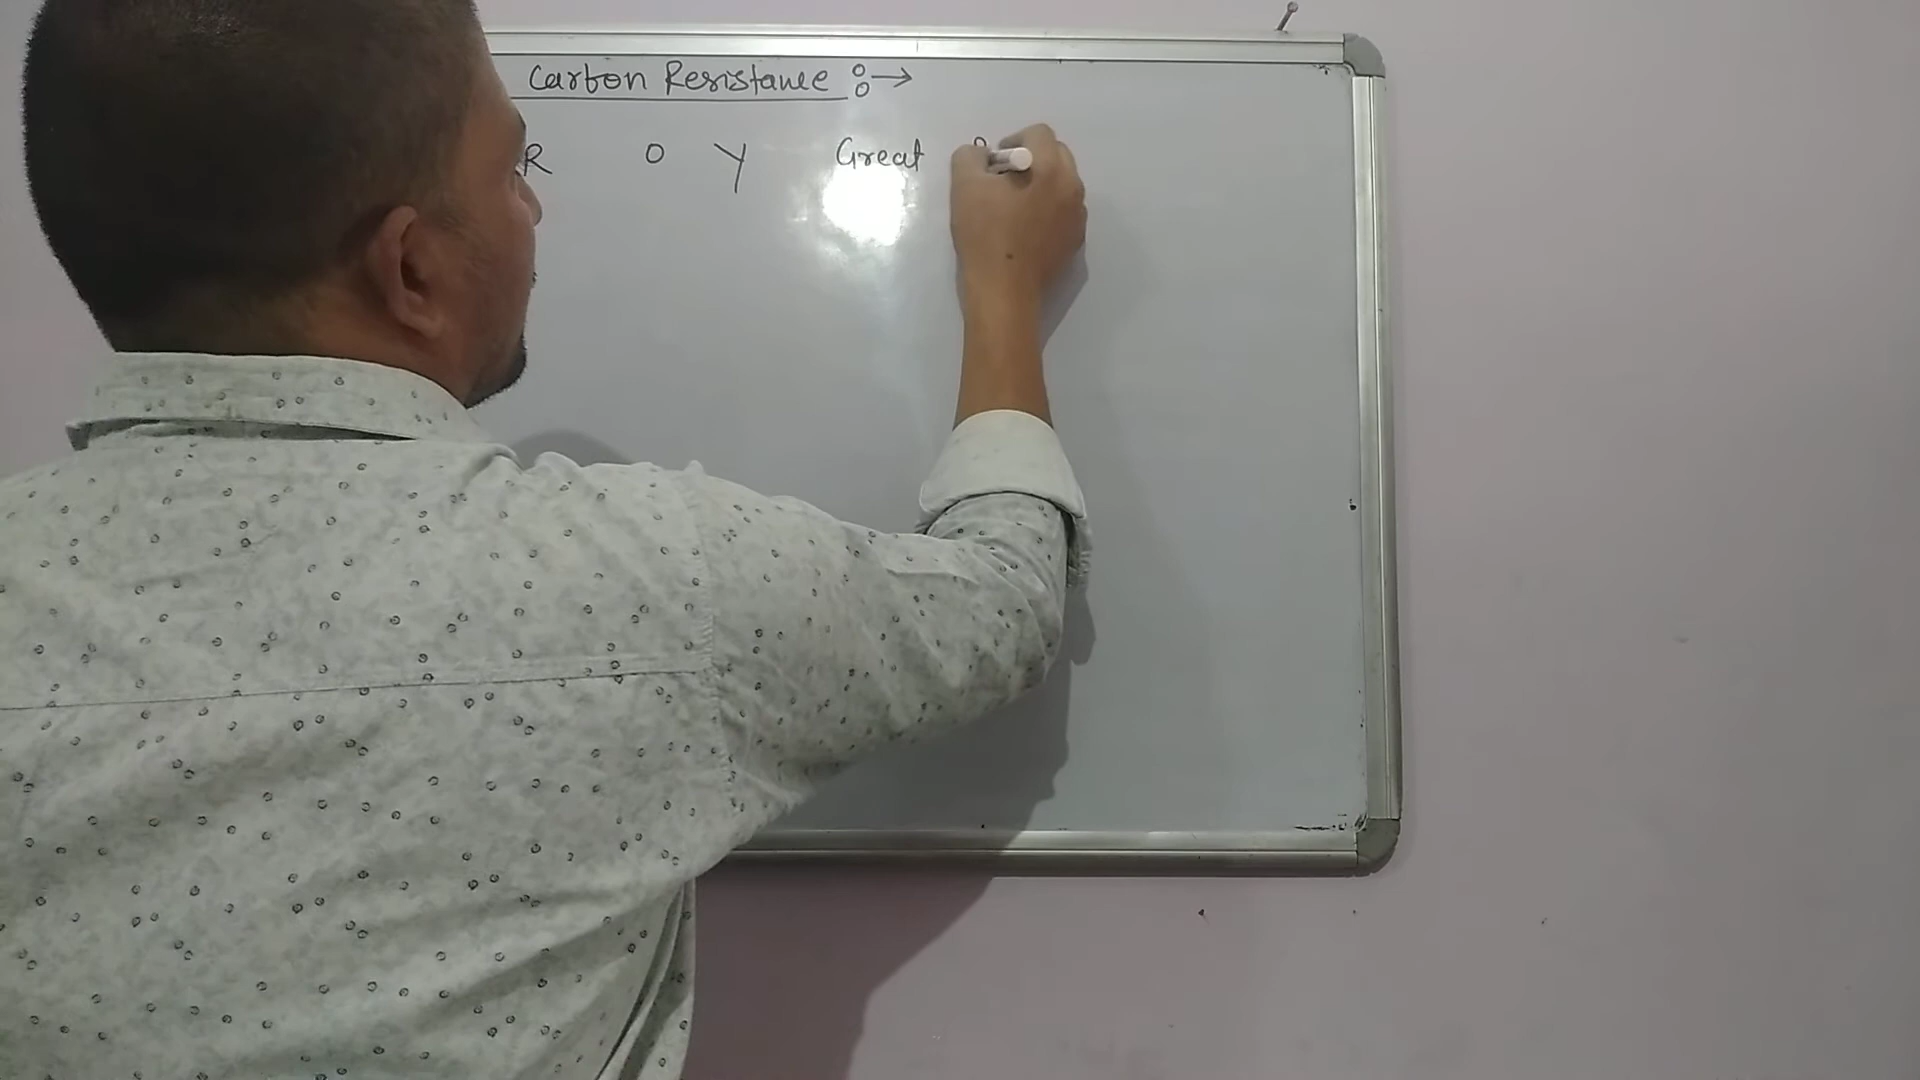 Carbon Resistance :→
R O Y Great